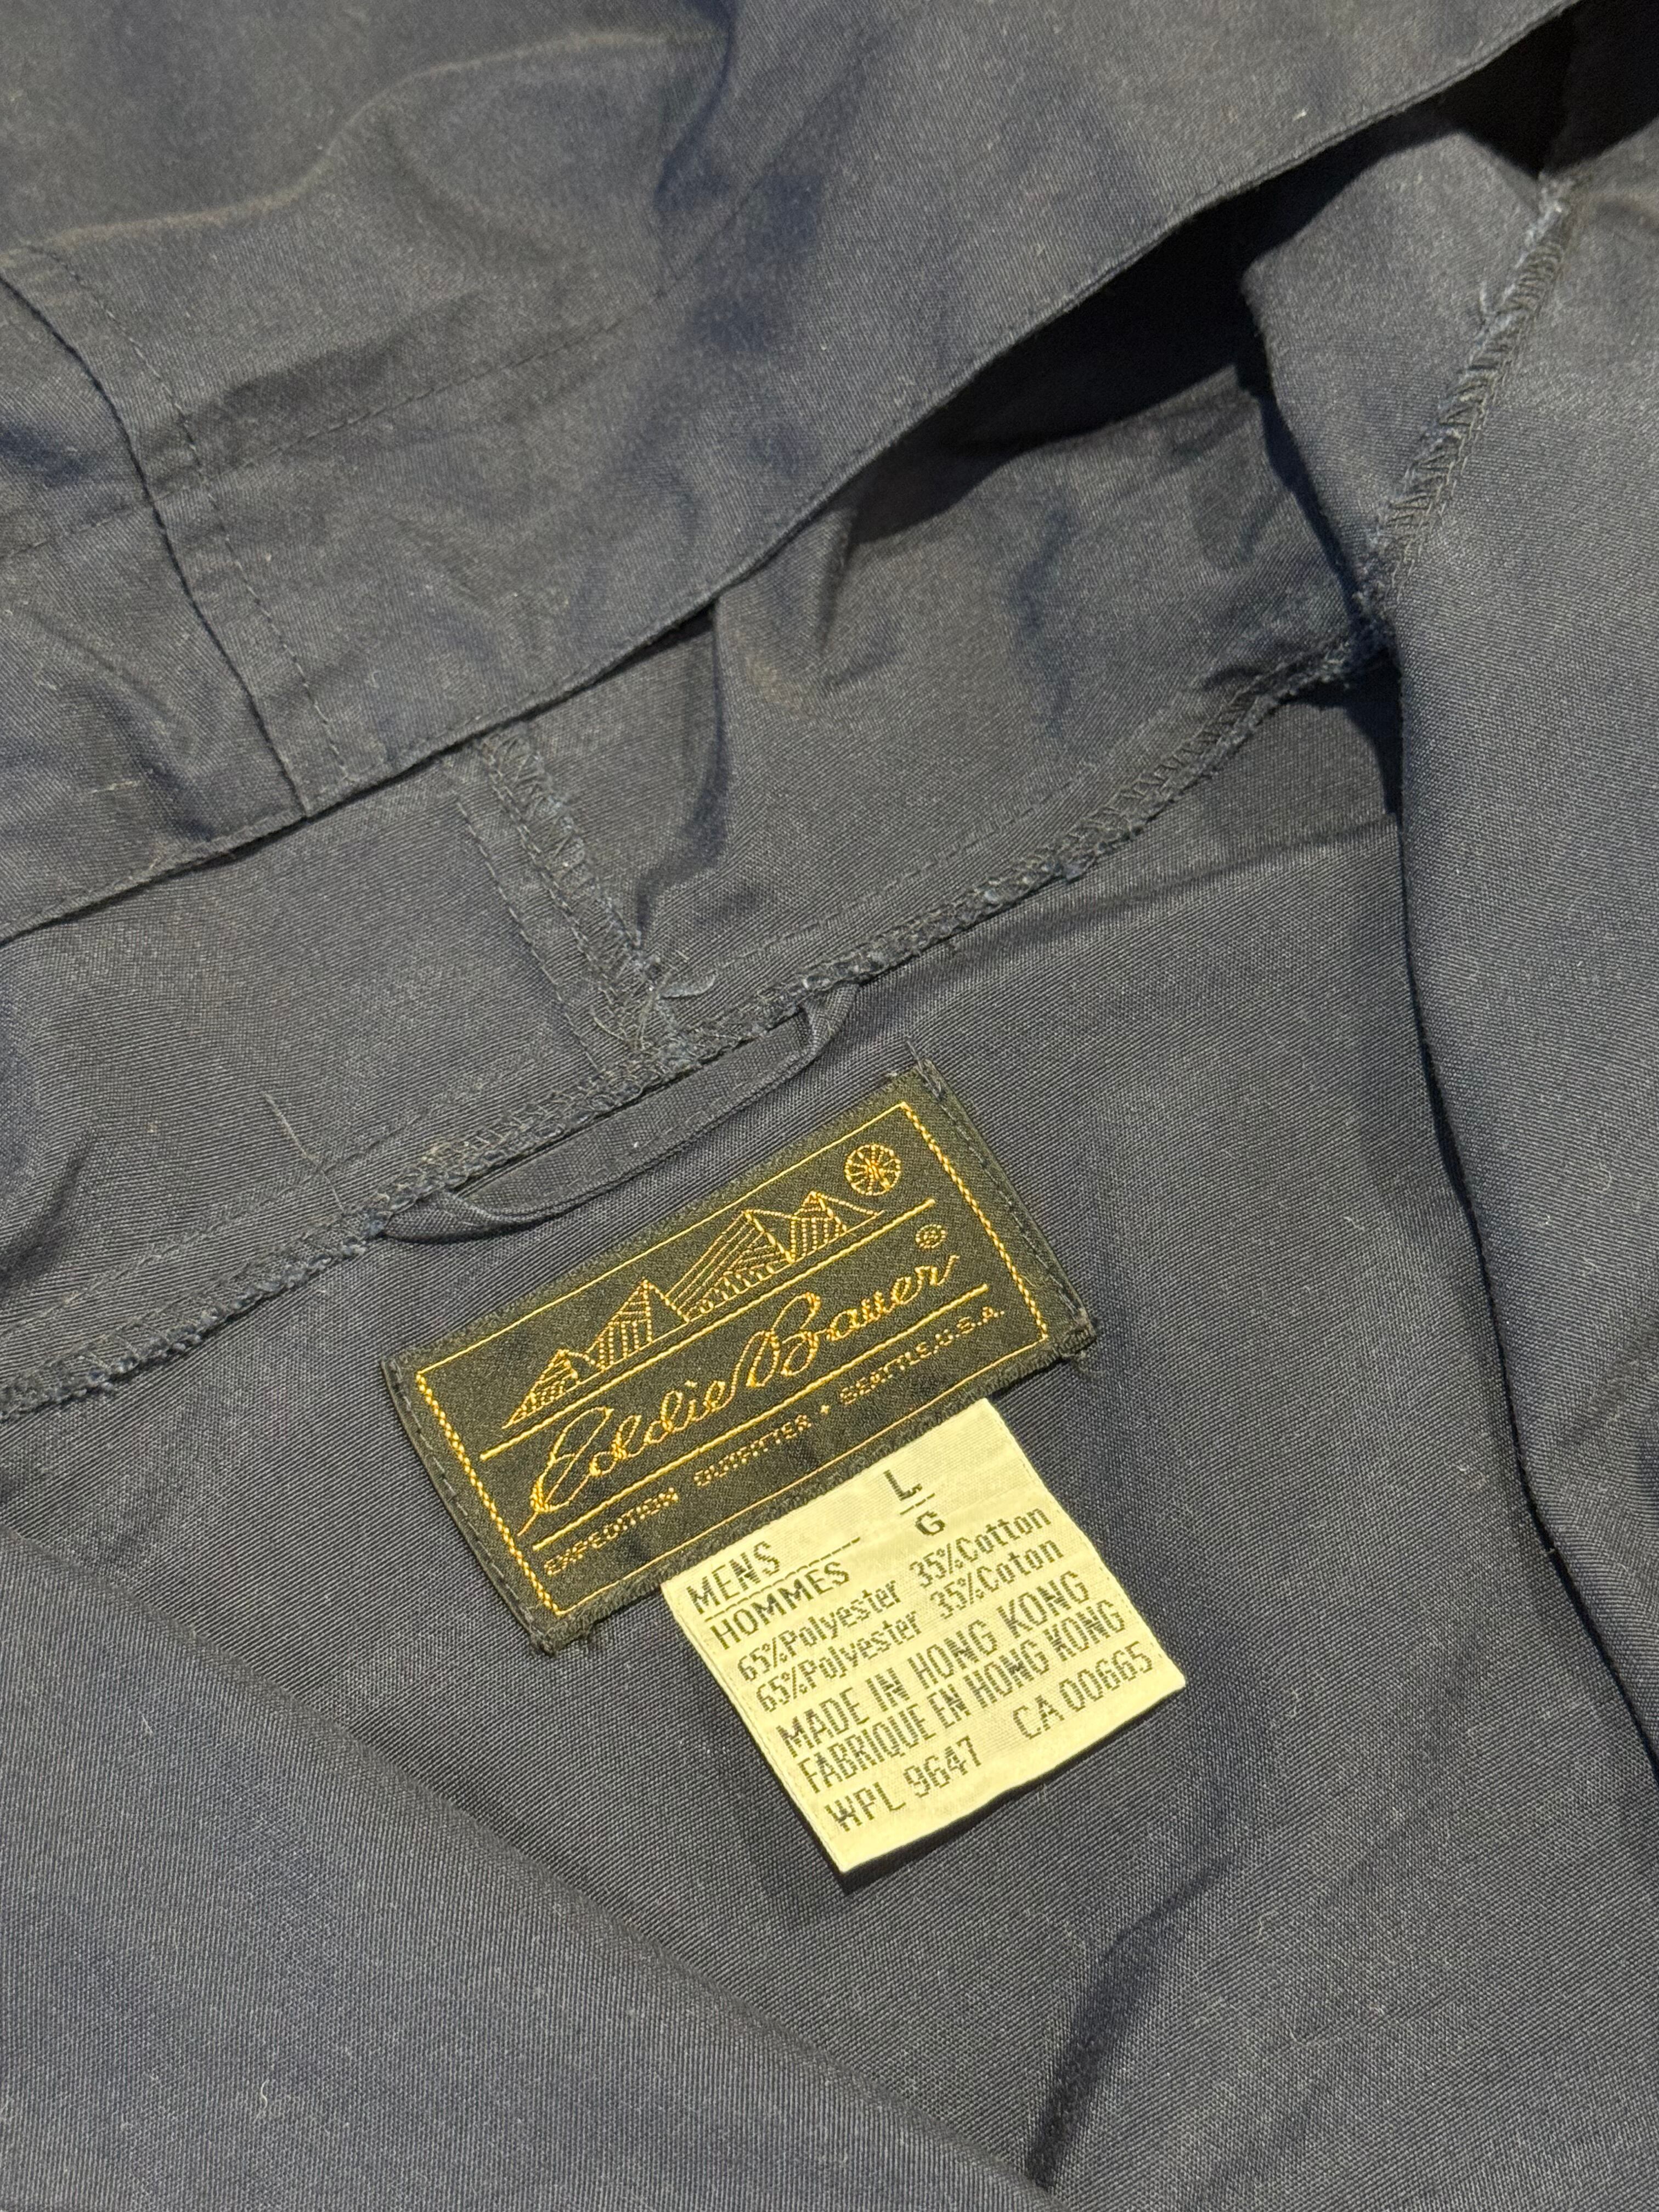 Eddie Bauer®
EXPEDITION OUTFITTER • SEATTLE, U.S.A.
MENS L
HOMMES G
65%Polyester 35%Cotton
65%Polyester 35%Coton
MADE IN HONG KONG
FABRIQUE EN HONG KONG
WPL 9647 CA 00665